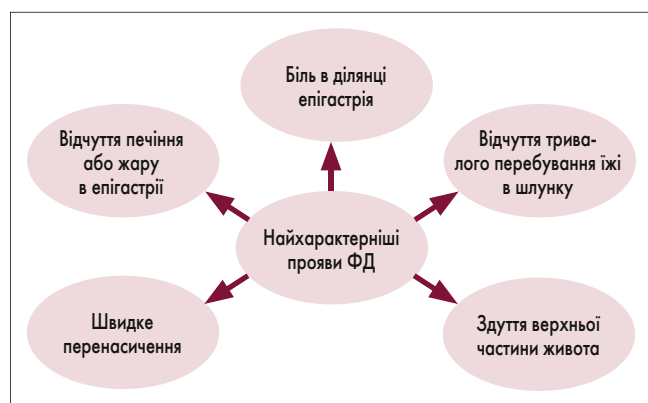 Біль в ділянці
епігастрія
Відчуття печіння
або жару
в епігастрії
Відчуття трива-
лого перебування їжі
в шлунку
Найхарактерніші
прояви ФД
Швидке
перенасичення
Здуття верхньої
частини живота